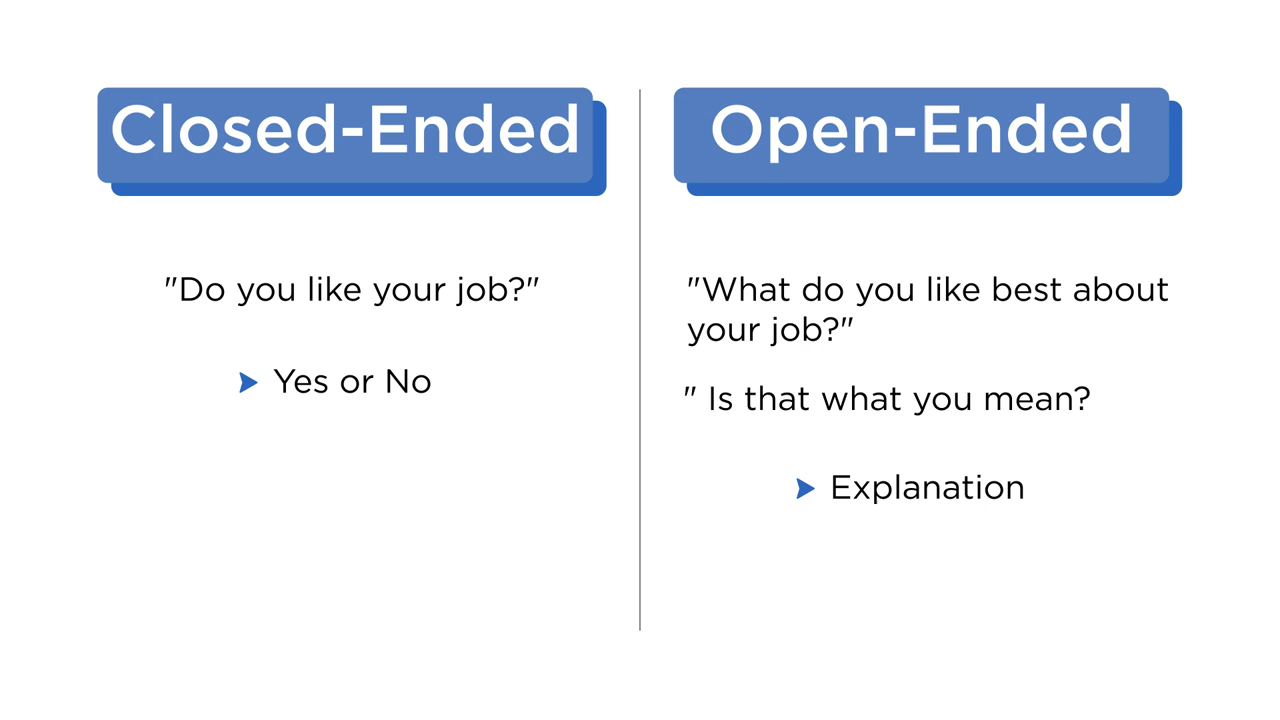 Closed-Ended
"Do you like your job?"
Yes or No
Open-Ended
"What do you like best about
your job?"
" Is that what you mean?
Explanation